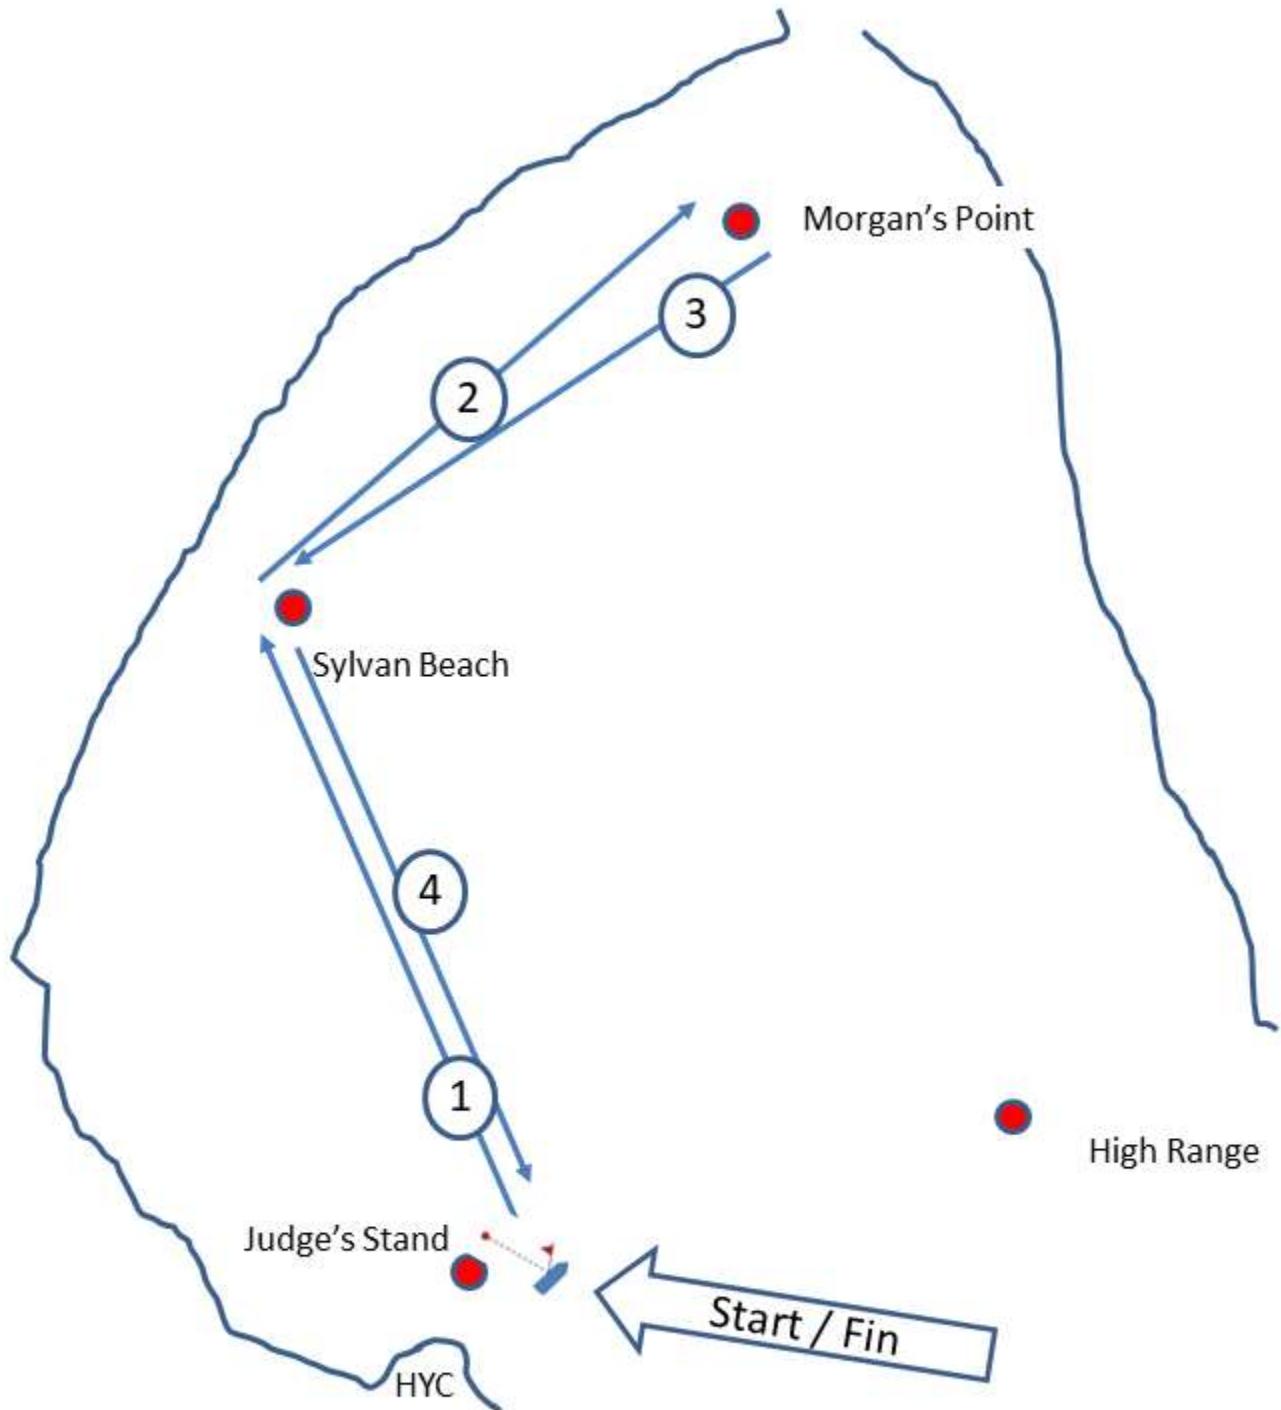 Morgan's Point
3
2
Sylvan Beach
4
1
High Range
Judge's Stand
Start / Fin
HYC